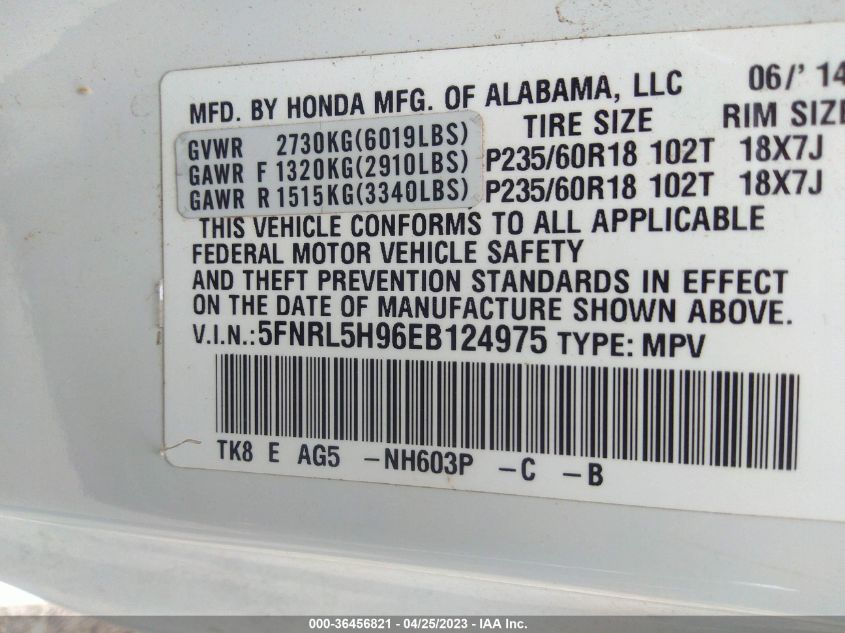 MFD. BY HONDA MFG. OF ALABAMA, LLC 06/' 14
TIRE SIZE RIM SIZE
GVWR 2730KG(6019LBS)
GAWR F 1320KG(2910LBS) P235/60R18 102T 18X7J
GAWR R 1515KG(3340LBS) P235/60R18 102T 18X7J
THIS VEHICLE CONFORMS TO ALL APPLICABLE
FEDERAL MOTOR VEHICLE SAFETY
AND THEFT PREVENTION STANDARDS IN EFFECT
ON THE DATE OF MANUFACTURE SHOWN ABOVE.
V.I.N.:5FNRL5H96EB124975 TYPE: MPV
TK8 E AG5 –NH603P –C –B
000-36456821 - 04/25/2023 - IAA Inc.